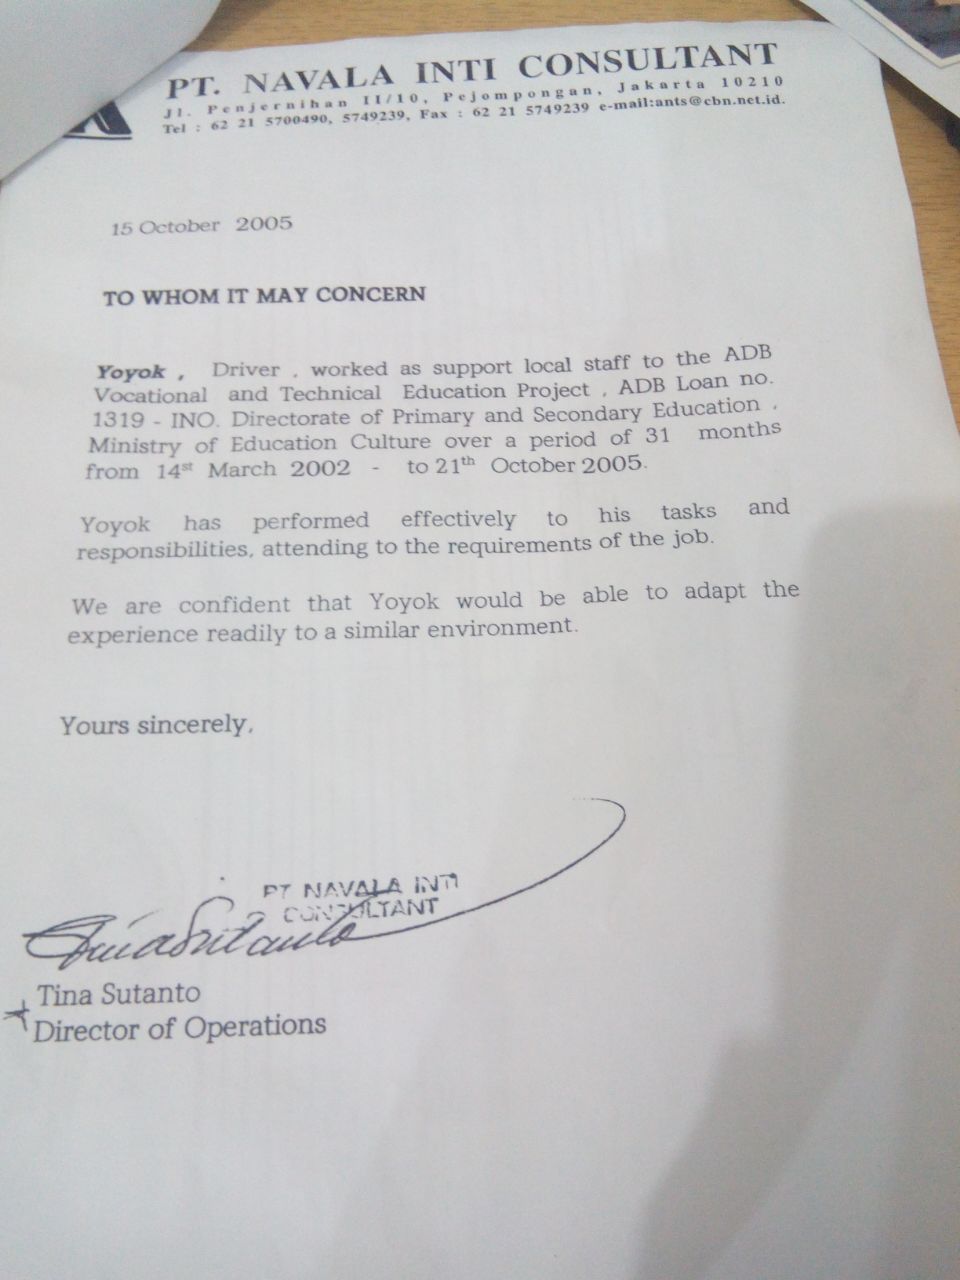 PT. NAVALA INTI CONSULTANT
Jl. Penjernihan II/10, Pejompongan, Jakarta 10210
Tel : 62 21 5700490, 5749239, Fax : 62 21 5749239 e-mail:ants@cbn.net.id.
15 October 2005
TO WHOM IT MAY CONCERN
Yoyok , Driver , worked as support local staff to the ADB
Vocational and Technical Education Project , ADB Loan no.
1319 - INO. Directorate of Primary and Secondary Education ,
Ministry of Education Culture over a period of 31 months
from 14st March 2002 - to 21th October 2005.
Yoyok has performed effectively to his tasks and
responsibilities, attending to the requirements of the job.
We are confident that Yoyok would be able to adapt the
experience readily to a similar environment.
Yours sincerely,
PT NAVALA INTI
CONSULTANT
Tina Sutanto
Tina Sutanto
Director of Operations